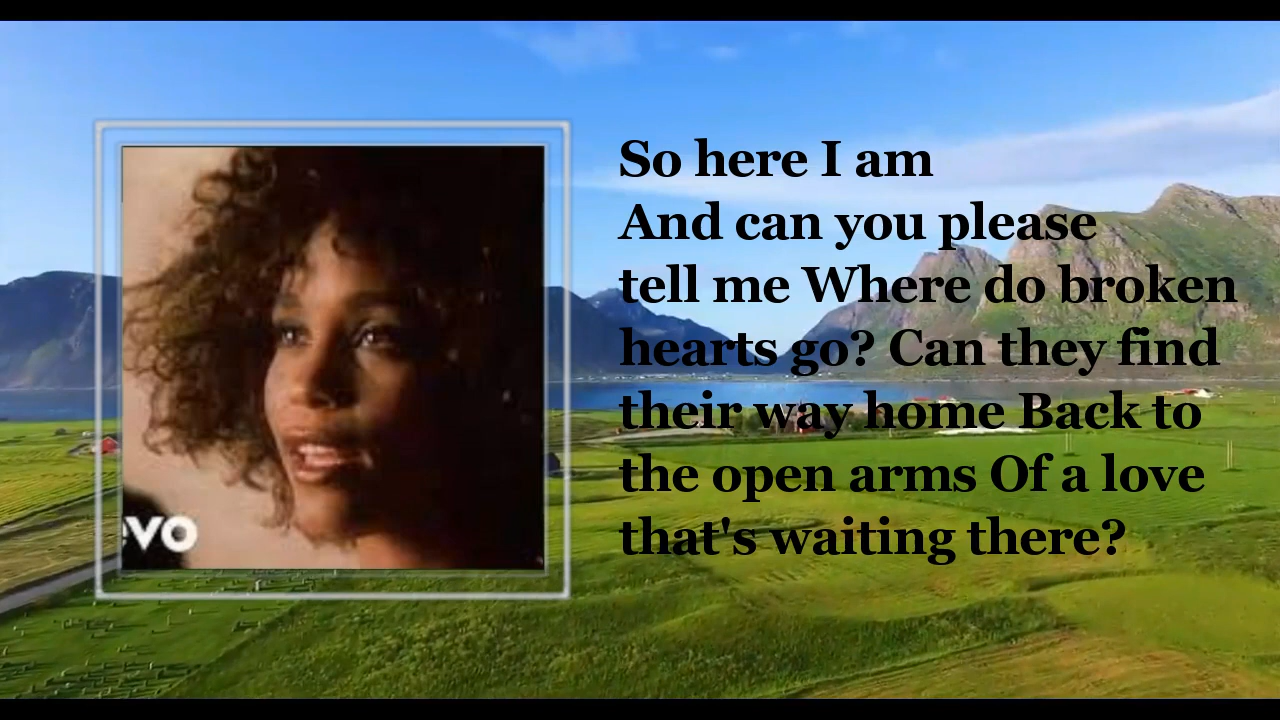 So here I am
And can you please
tell me Where do broken
hearts go? Can they find
their way home Back to
the open arms Of a love
that's waiting there?
evo